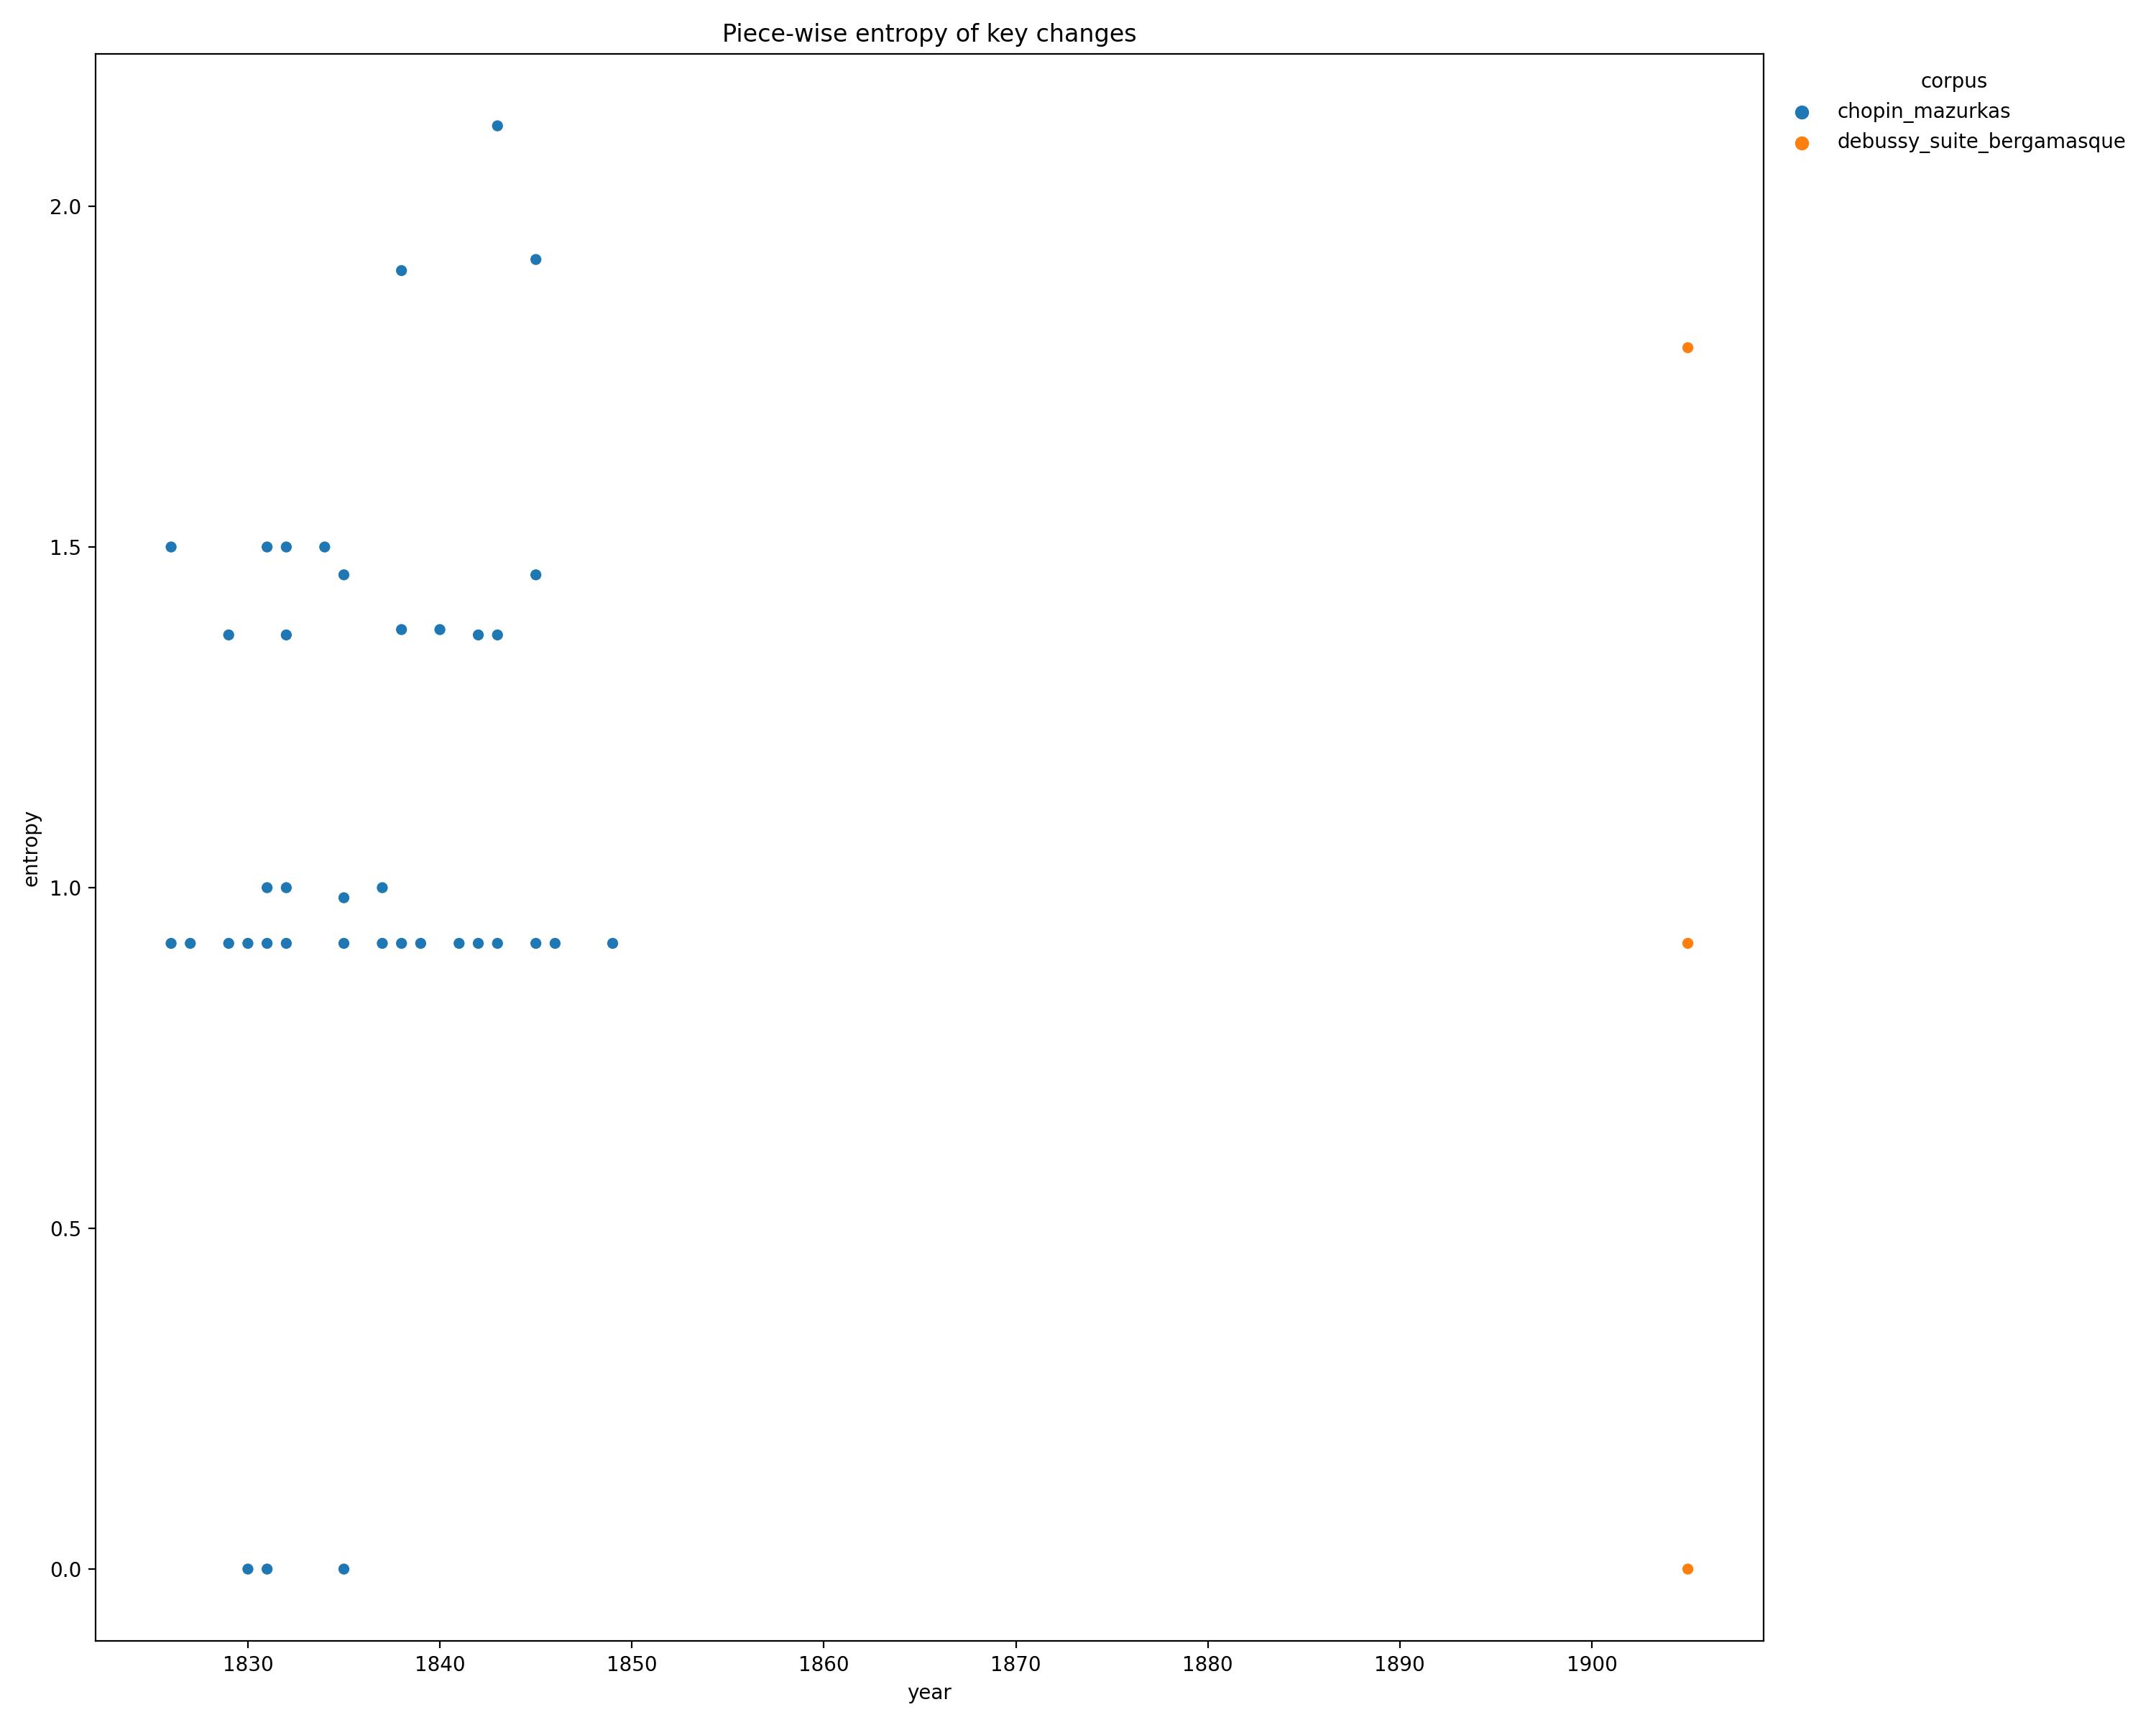 Piece-wise entropy of key changes
corpus
chopin_mazurkas
debussy_suite_bergamasque
2.0
1.5
1.0
0.5
0.0
entropy
1830 1840 1850 1860 1870 1880 1890 1900
year